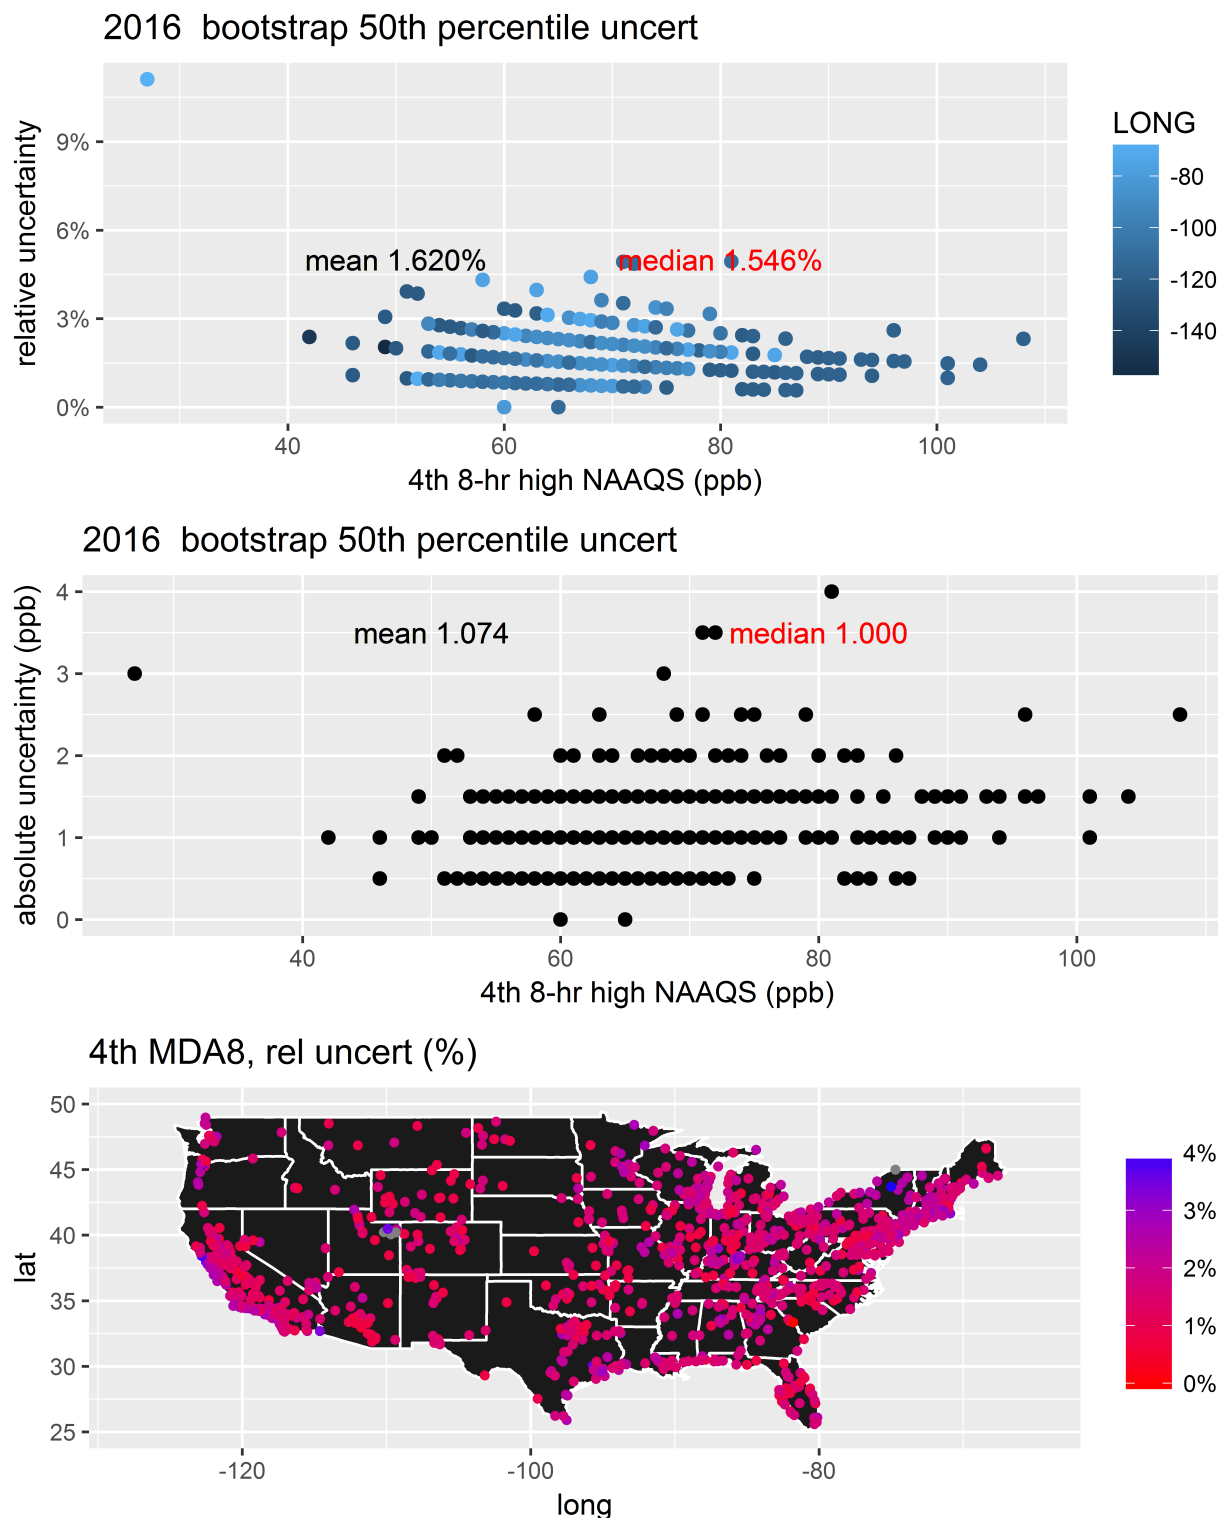 2016  bootstrap 50th percentile uncert
relative uncertainty
9%
6%
3%
0%
mean 1.620%
median 1.546%
40
60
80
100
4th 8-hr high NAAQS (ppb)
LONG
-80
-100
-120
-140
2016  bootstrap 50th percentile uncert
absolute uncertainty (ppb)
4
3
2
1
0
mean 1.074
median 1.000
40
60
80
100
4th 8-hr high NAAQS (ppb)
4th MDA8, rel uncert (%)
lat
50
45
40
35
30
25
-120
-100
-80
long
4%
3%
2%
1%
0%